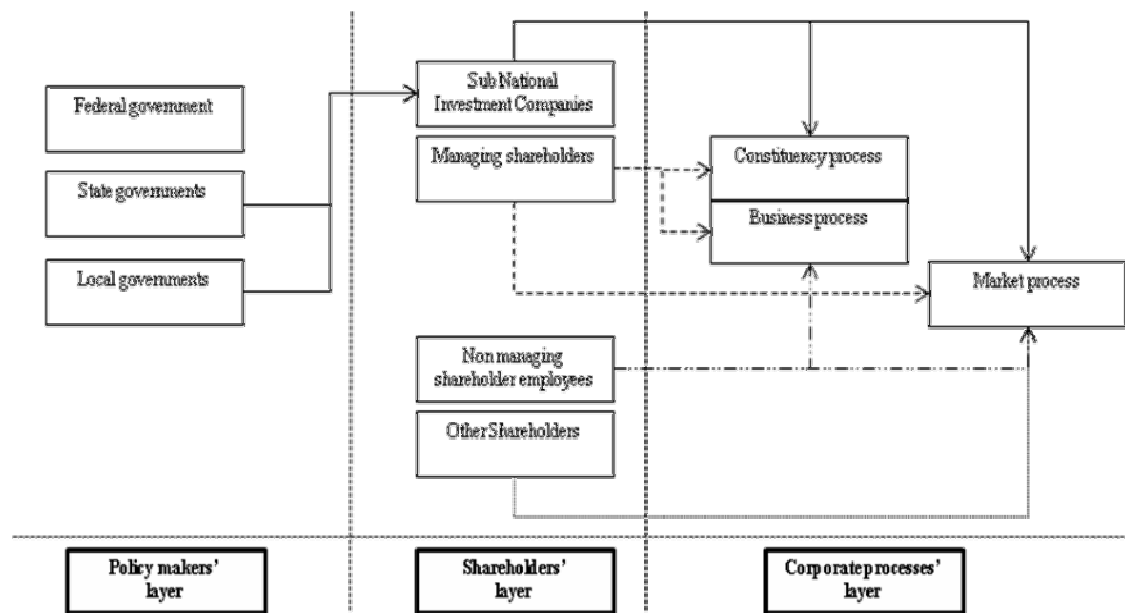 Federal government
State governments
Local governments
Sub National
Investment Companies
Managing shareholders
Non managing
shareholder employees
Other Shareholders
Constituency process
Business process
Market process
Policy makers'
layer
Shareholders'
layer
Corporate processes'
layer